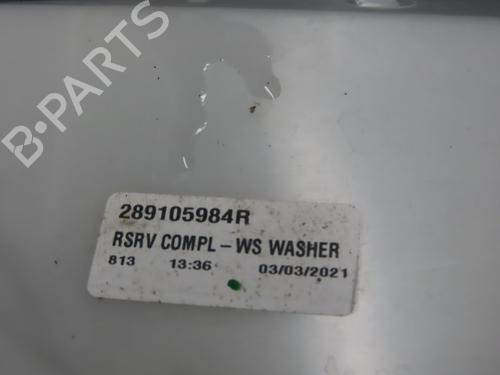 B-PARTS
289105984R
RSRV COMPL-WS WASHER
813 13:36 03/03/2021